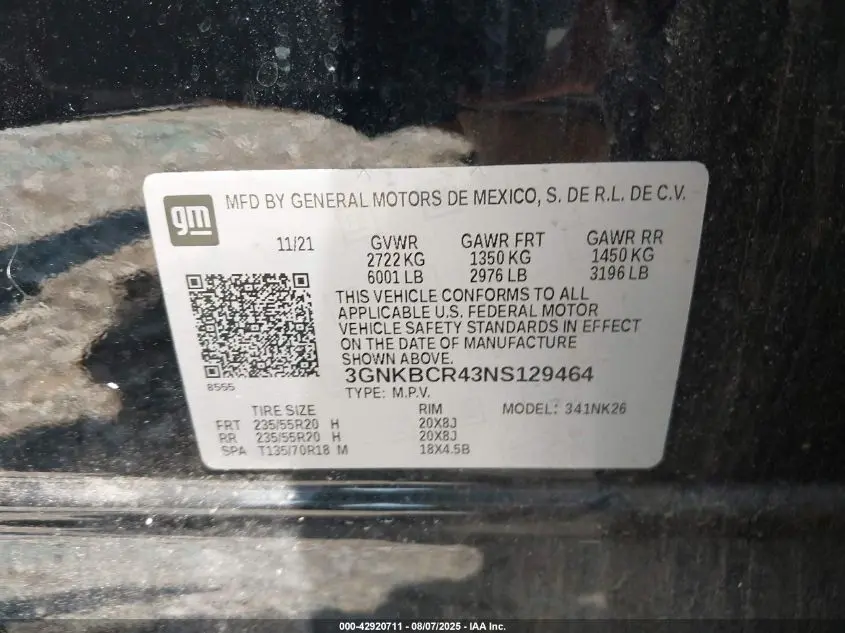 gm
MFD BY GENERAL MOTORS DE MEXICO, S. DE R.L. DE C.V.
11/21 GVWR GAWR FRT GAWR RR
2722 KG 1350 KG 1450 KG
6001 LB 2976 LB 3196 LB
THIS VEHICLE CONFORMS TO ALL
APPLICABLE U.S. FEDERAL MOTOR
VEHICLE SAFETY STANDARDS IN EFFECT
ON THE DATE OF MANUFACTURE
SHOWN ABOVE.
8555
3GNKBCR43NS129464
TYPE: M.P.V.
TIRE SIZE RIM MODEL: 341NK26
FRT 235/55R20 H 20X8J
RR 235/55R20 H 20X8J
SPA T135/70R18 M 18X4.5B
000-42920711 - 08/07/2025 - IAA Inc.